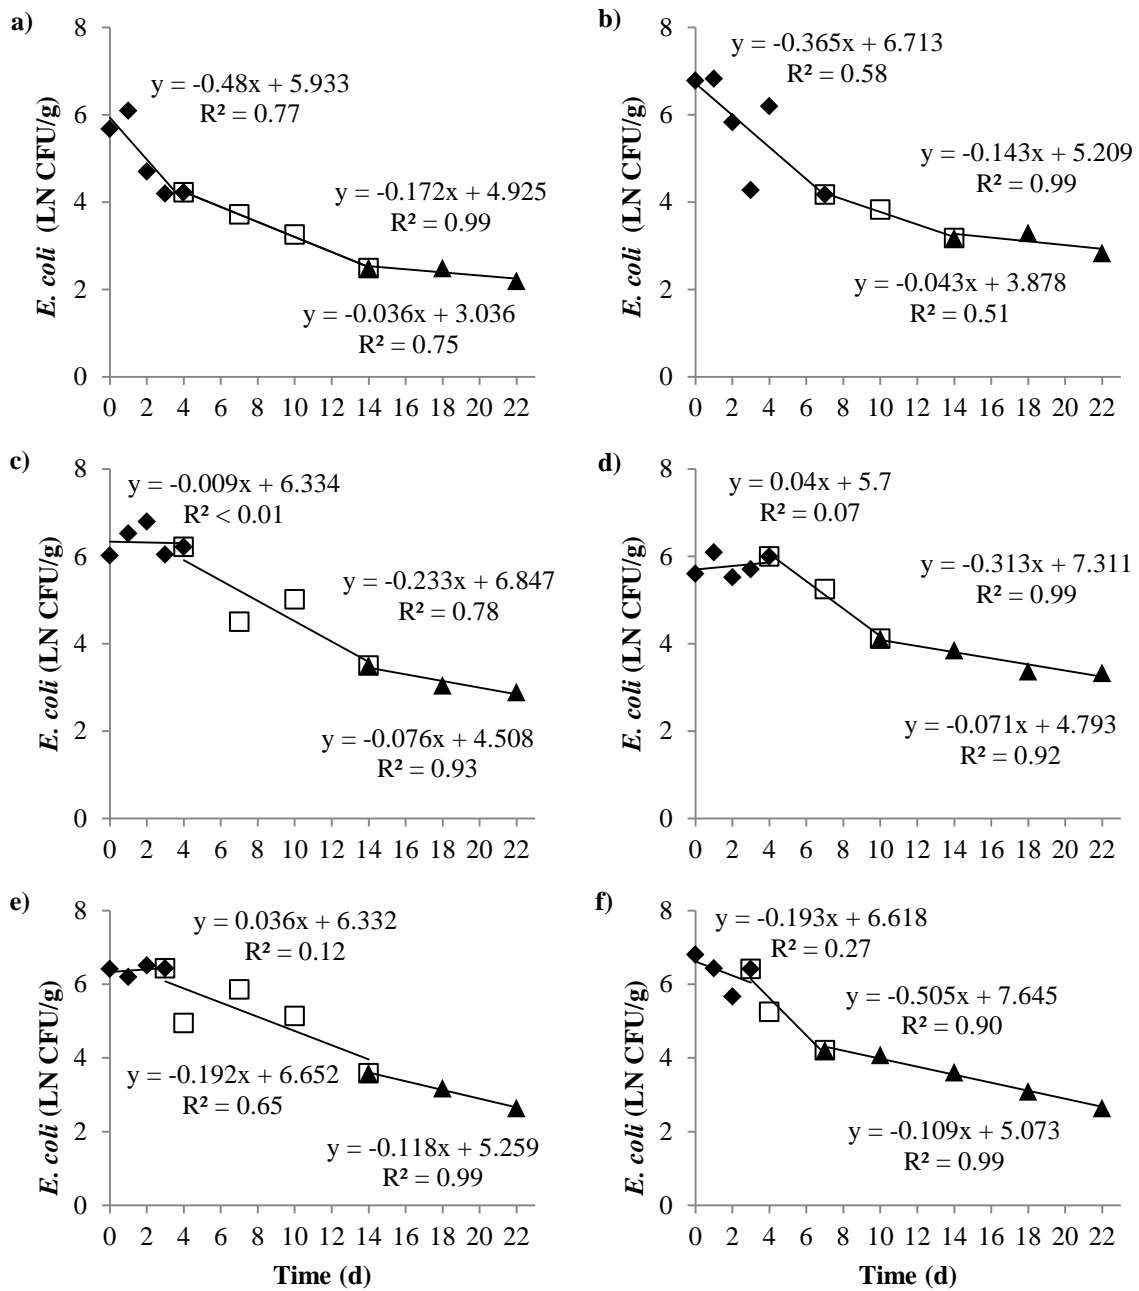 a)
y = -0.48x + 5.933
R² = 0.77
y = -0.172x + 4.925
R² = 0.99
y = -0.036x + 3.036
R² = 0.75
E. coli (LN CFU/g)
8
6
4
2
0
0 2 4 6 8 10 12 14 16 18 20 22
b)
y = -0.365x + 6.713
R² = 0.58
y = -0.143x + 5.209
R² = 0.99
y = -0.043x + 3.878
R² = 0.51
8
6
4
2
0
0 2 4 6 8 10 12 14 16 18 20 22
c)
y = -0.009x + 6.334
R² < 0.01
y = -0.233x + 6.847
R² = 0.78
y = -0.076x + 4.508
R² = 0.93
E. coli (LN CFU/g)
8
6
4
2
0
0 2 4 6 8 10 12 14 16 18 20 22
d)
y = 0.04x + 5.7
R² = 0.07
y = -0.313x + 7.311
R² = 0.99
y = -0.071x + 4.793
R² = 0.92
E. coli (LN CFU/g)
8
6
4
2
0
0 2 4 6 8 10 12 14 16 18 20 22
e)
y = 0.036x + 6.332
R² = 0.12
y = -0.192x + 6.652
R² = 0.65
y = -0.118x + 5.259
R² = 0.99
E. coli (LN CFU/g)
8
6
4
2
0
0 2 4 6 8 10 12 14 16 18 20 22
Time (d)
f)
y = -0.193x + 6.618
R² = 0.27
y = -0.505x + 7.645
R² = 0.90
y = -0.109x + 5.073
R² = 0.99
E. coli (LN CFU/g)
8
6
4
2
0
0 2 4 6 8 10 12 14 16 18 20 22
Time (d)